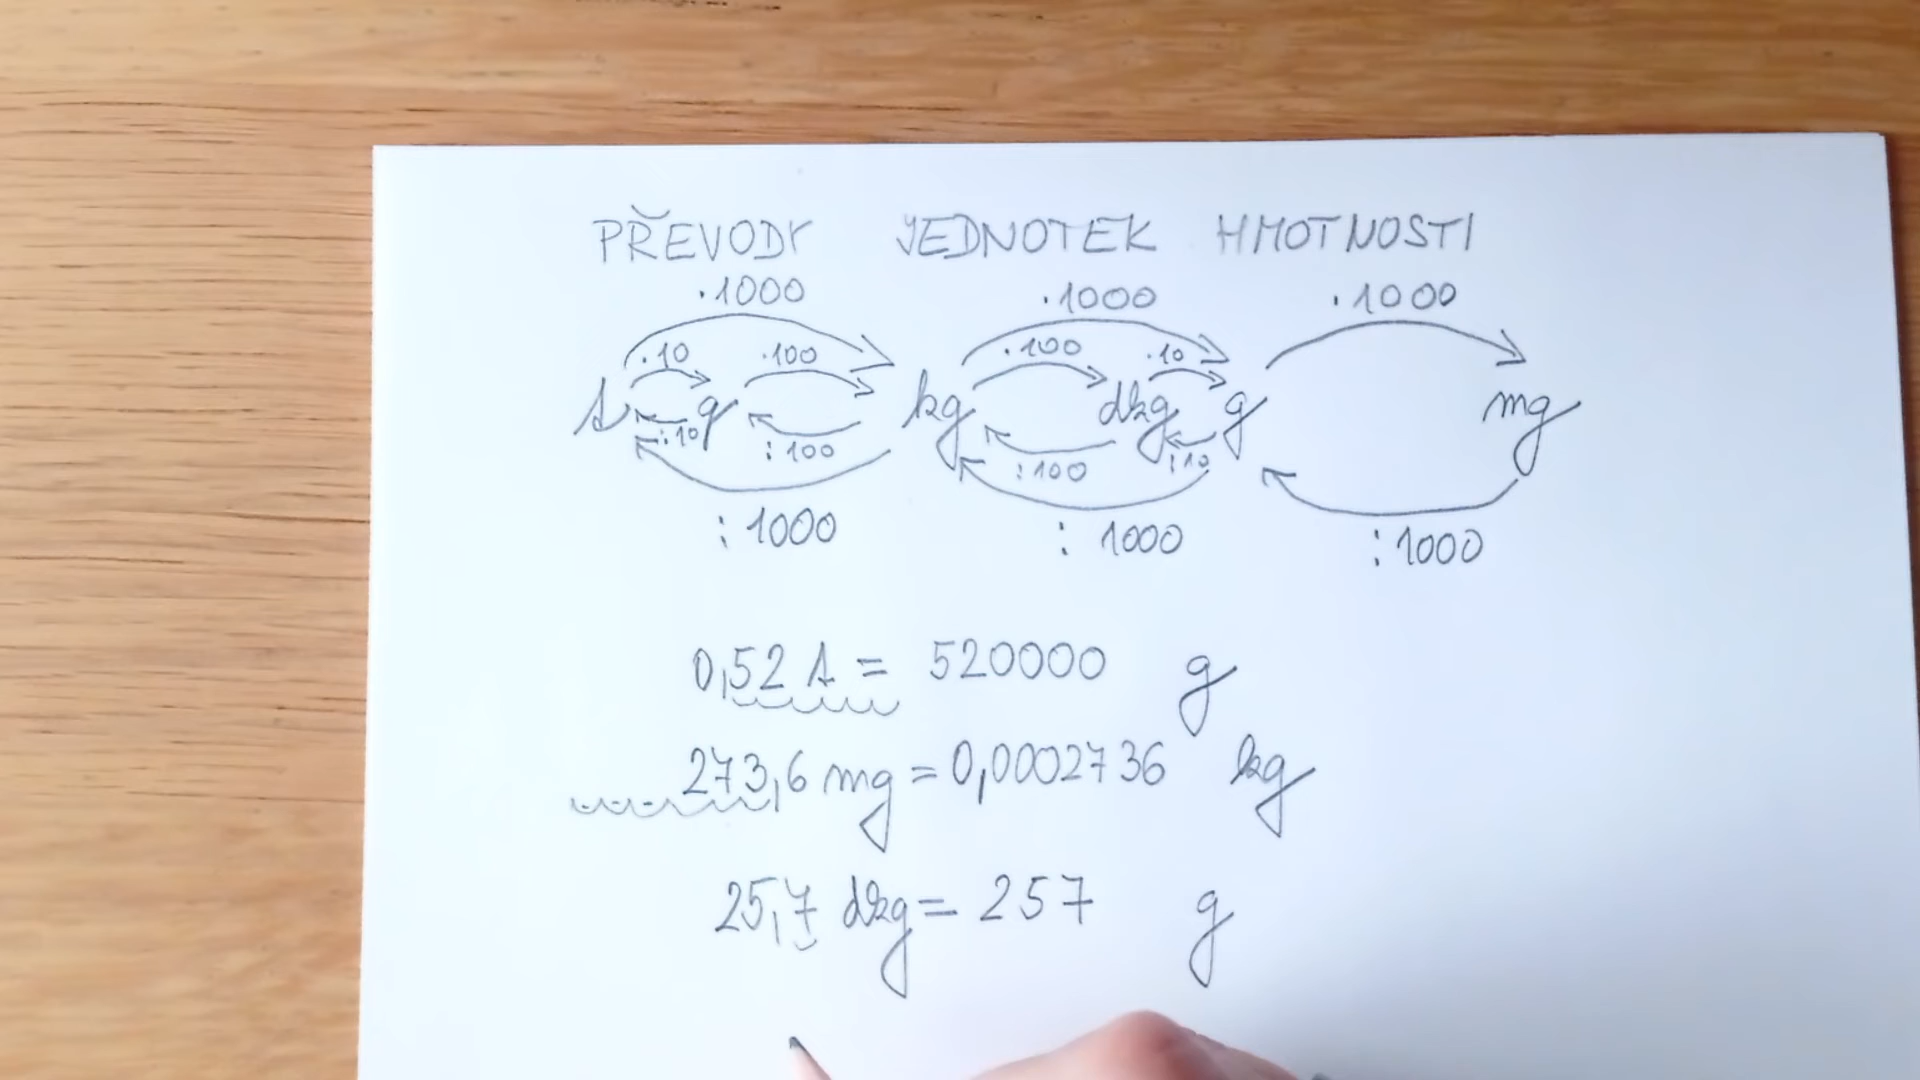 PŘEVODY JEDNOTEK HMOTNOSTI
.1000 .1000 .1000
.10 .100 .100 .10
t q kg dkg g mg
:10 :100 :100 :10
:1000 :1000 :1000
0,52 t = 520000 g
273,6 mg = 0,0002736 kg
25,7 dkg = 257 g